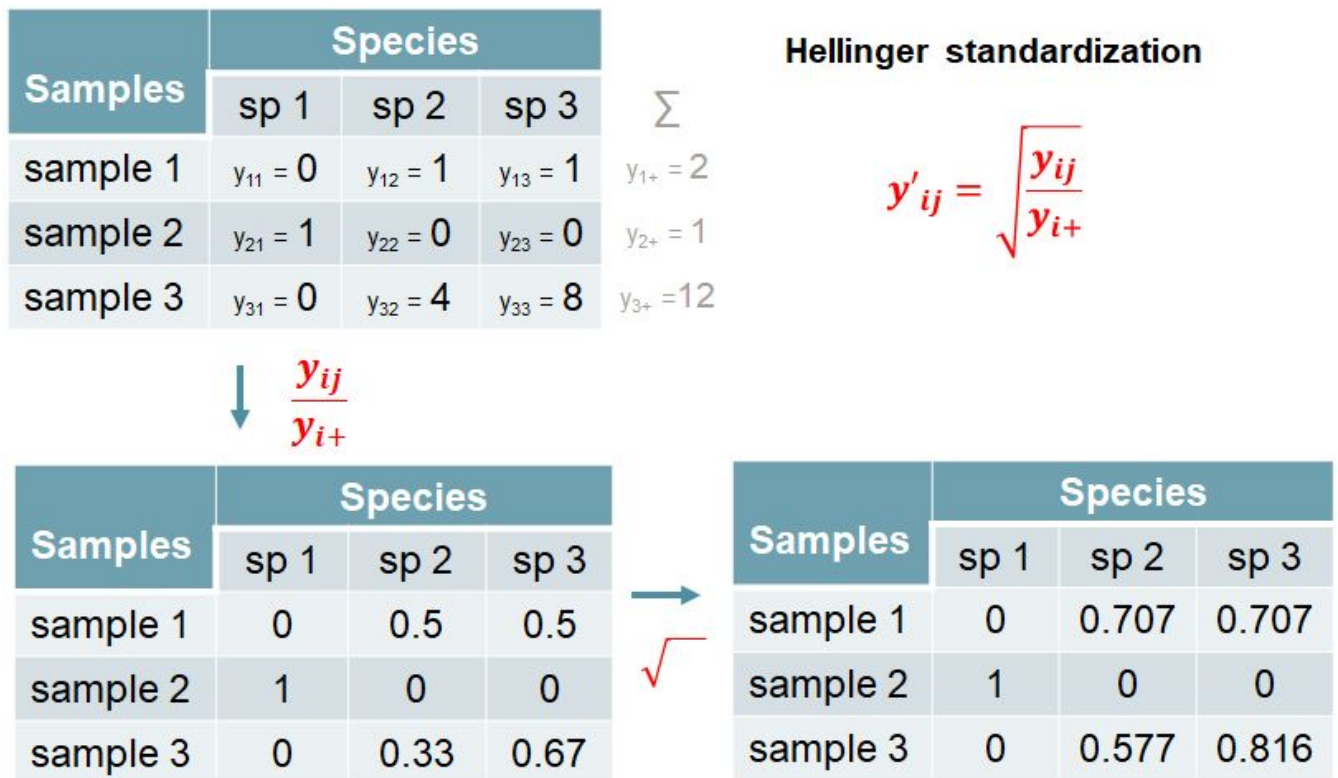 Species
Hellinger standardization
Samples
sp 1 sp 2 sp 3 ∑
sample 1 y₁₁ = 0 y₁₂ = 1 y₁₃ = 1 y₁₊ = 2
sample 2 y₂₁ = 1 y₂₂ = 0 y₂₃ = 0 y₂₊ = 1
sample 3 y₃₁ = 0 y₃₂ = 4 y₃₃ = 8 y₃₊ =12
y'ij = √(yij / yi+)
yij
yi+
Species
Samples
sp 1 sp 2 sp 3
sample 1 0 0.5 0.5
sample 2 1 0 0
sample 3 0 0.33 0.67
√
Species
Samples
sp 1 sp 2 sp 3
sample 1 0 0.707 0.707
sample 2 1 0 0
sample 3 0 0.577 0.816